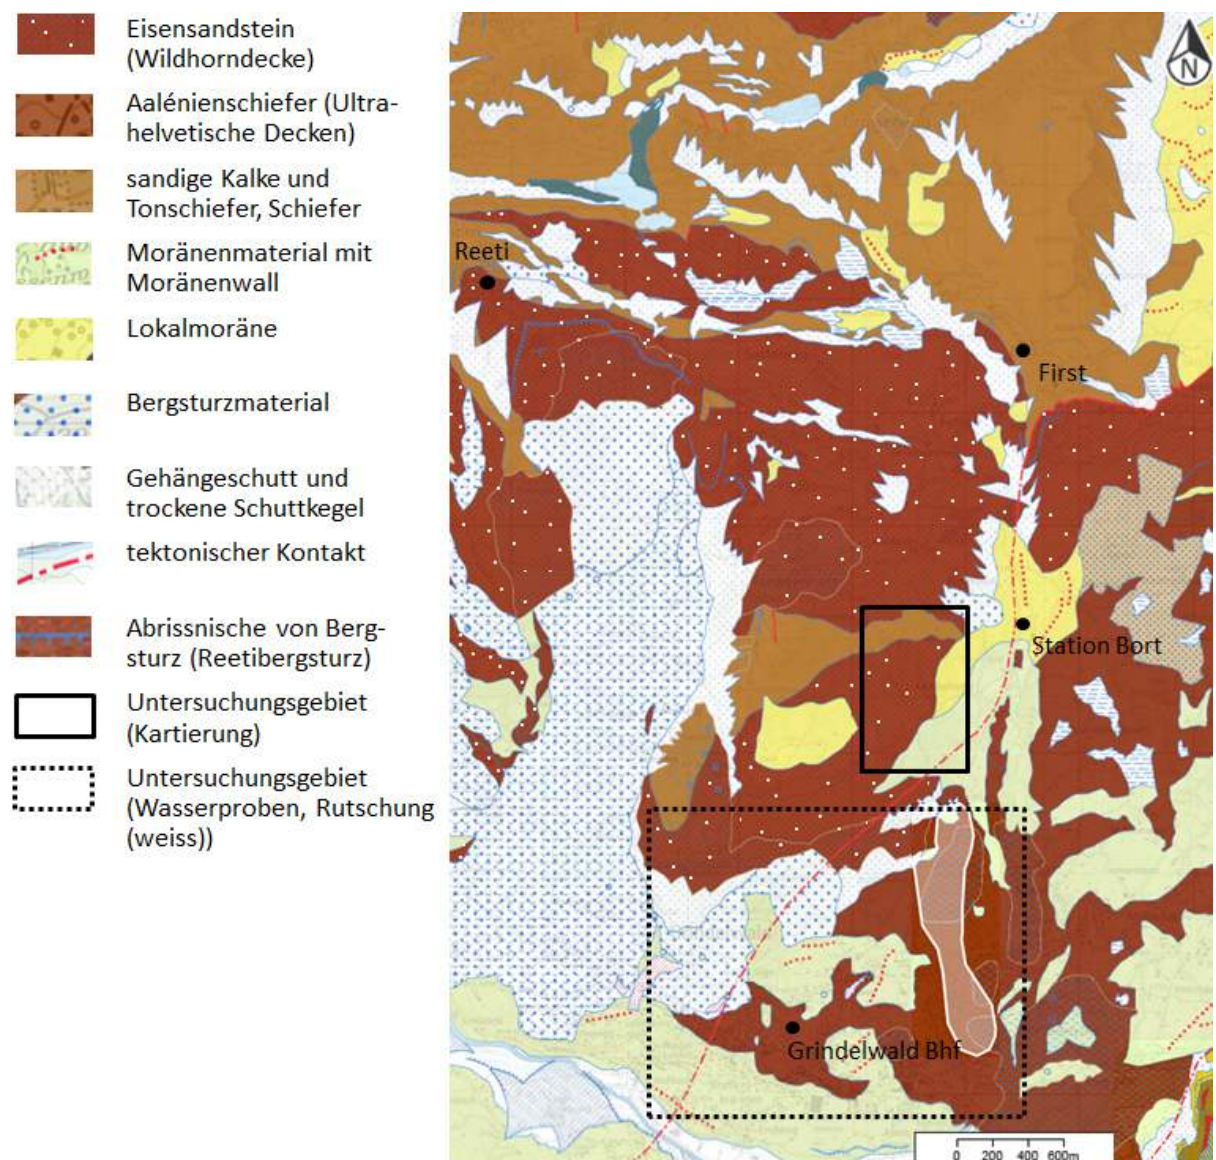 Eisensandstein
(Wildhorndecke)
Aalénienschiefer (Ultra-
helvetische Decken)
sandige Kalke und
Tonschiefer, Schiefer
Moränenmaterial mit
Moränenwall
Lokalmoräne
Bergsturzmaterial
Gehängeschutt und
trockene Schuttkegel
tektonischer Kontakt
Abrissnische von Berg-
sturz (Reetibergsturz)
Untersuchungsgebiet
(Kartierung)
Untersuchungsgebiet
(Wasserproben, Rutschung
(weiss))
N
Reeti
First
Station Bort
Grindelwald Bhf
0 200 400 600m